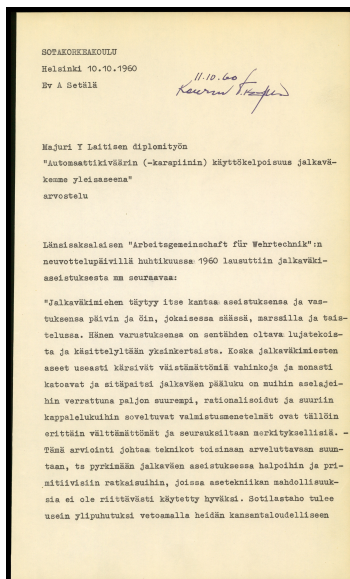 SOTAKORKEAKOULU
Helsinki 10.10.1960
Ev A Setälä
11.10.60
Majuri Y Laitisen diplomityön
"Automaattikiväärin (-karapiinin) käyttökelpoisuus jalkavä-
kemme yleisaseena"
arvostelu
Länsisaksalaisen "Arbeitsgemeinschaft für Wehrtechnik":n
neuvottelupäivillä huhtikuussa 1960 lausuttiin jalkaväki-
aseistuksesta mm seuraavaa:
"Jalkaväkimiehen täytyy itse kantaa aseistuksensa ja vas-
tuksensa päivin ja öin, jokaisessa säässä, marssilla ja tais-
telussa. Hänen varustuksensa on sentähden oltava lujatekois-
ta ja käsittelyltään yksinkertaista. Koska jalkaväkimiesten
aseet useasti kärsivät väistämättömiä vahinkoja ja monasti
katoavat ja sitäpaitsi jalkaväen pääluku on muihin aselajei-
hin verrattuna paljon suurempi, rationalisoidut ja suuriin
kappalelukuihin soveltuvat valmistusmenetelmät ovat tällöin
erittäin välttämättömät ja seurauksiltaan merkityksellisiä. -
Tämä arviointi johtaa teknikot toisinaan arveluttavaan suun-
taan, ts pyrkimään jalkaväen aseistuksessa halpoihin ja pri-
mitiivisiin ratkaisuihin, joissa asetekniikan mahdollisuuk-
sia ei ole riittävästi käytetty hyväksi. Sotilastaho tulee
usein ylipuhutuksi vetoamalla heidän kansantaloudelliseen